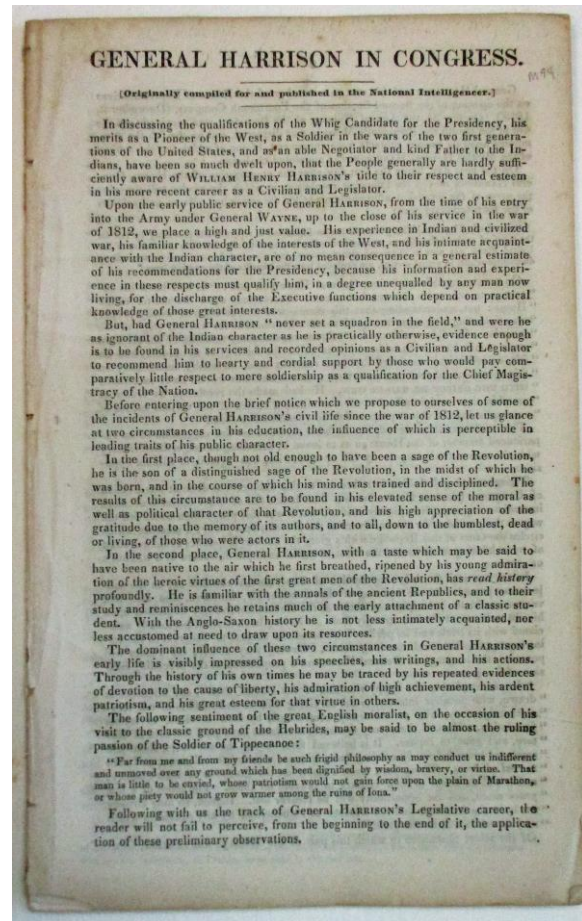 GENERAL HARRISON IN CONGRESS.
[Originally compiled for and published in the National Intelligencer.]
In discussing the qualifications of the Whig Candidate for the Presidency, his
merits as a Pioneer of the West, as a Soldier in the wars of the two first genera-
tions of the United States, and as an able Negotiator and kind Father to the In-
dians, have been so much dwelt upon, that the People generally are hardly suffi-
ciently aware of WILLIAM HENRY HARRISON'S title to their respect and esteem
in his more recent career as a Civilian and Legislator.
Upon the early public service of General HARRISON, from the time of his entry
into the Army under General WAYNE, up to the close of his service in the war
of 1812, we place a high and just value. His experience in Indian and civilized
war, his familiar knowledge of the interests of the West, and his intimate acquaint-
ance with the Indian character, are of no mean consequence in a general estimate
of his recommendations for the Presidency, because his information and experi-
ence in these respects must qualify him, in a degree unequalled by any man now
living, for the discharge of the Executive functions which depend on practical
knowledge of those great interests.
But, had General HARRISON "never set a squadron in the field," and were he
as ignorant of the Indian character as he is practically otherwise, evidence enough
is to be found in his services and recorded opinions as a Civilian and Legislator
to recommend him to hearty and cordial support by those who would pay com-
paratively little respect to mere soldiership as a qualification for the Chief Magis-
tracy of the Nation.
Before entering upon the brief notice which we propose to ourselves of some of
the incidents of General HARRISON'S civil life since the war of 1812, let us glance
at two circumstances in his education, the influence of which is perceptible in
leading traits of his public character.
In the first place, though not old enough to have been a sage of the Revolution,
he is the son of a distinguished sage of the Revolution, in the midst of which he
was born, and in the course of which his mind was trained and disciplined. The
results of this circumstance are to be found in his elevated sense of the moral as
well as political character of that Revolution, and his high appreciation of the
gratitude due to the memory of its authors, and to all, down to the humblest, dead
or living, of those who were actors in it.
In the second place, General HARRISON, with a taste which may be said to
have been native to the air which he first breathed, ripened by his young admira-
tion of the heroic virtues of the first great men of the Revolution, has read history
profoundly. He is familiar with the annals of the ancient Republics, and to their
study and reminiscences he retains much of the early attachment of a classic stu-
dent. With the Anglo-Saxon history he is not less intimately acquainted, nor
less accustomed at need to draw upon its resources.
The dominant influence of these two circumstances in General HARRISON'S
early life is visibly impressed on his speeches, his writings, and his actions.
Through the history of his own times he may be traced by his repeated evidences
of devotion to the cause of liberty, his admiration of high achievement, his ardent
patriotism, and his great esteem for that virtue in others.
The following sentiment of the great English moralist, on the occasion of his
visit to the classic ground of the Hebrides, may be said to be almost the ruling
passion of the Soldier of Tippecanoe:
"Far from me and from my friends be such frigid philosophy as may conduct us indifferent
and unmoved over any ground which has been dignified by wisdom, bravery, or virtue. That
man is little to be envied, whose patriotism would not gain force upon the plain of Marathon,
or whose piety would not grow warmer among the ruins of Iona."
Following with us the track of General HARRISON'S Legislative career, the
reader will not fail to perceive, from the beginning to the end of it, the applica-
tion of these preliminary observations.